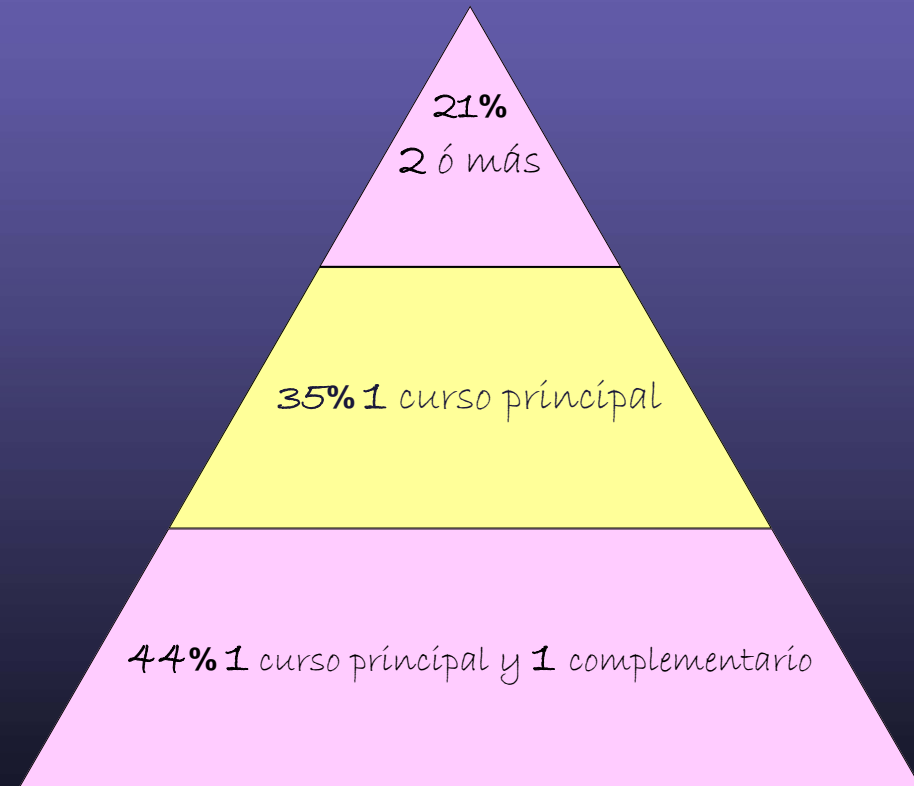 21%
2 ó más
35% 1 curso principal
44% 1 curso principal y 1 complementario